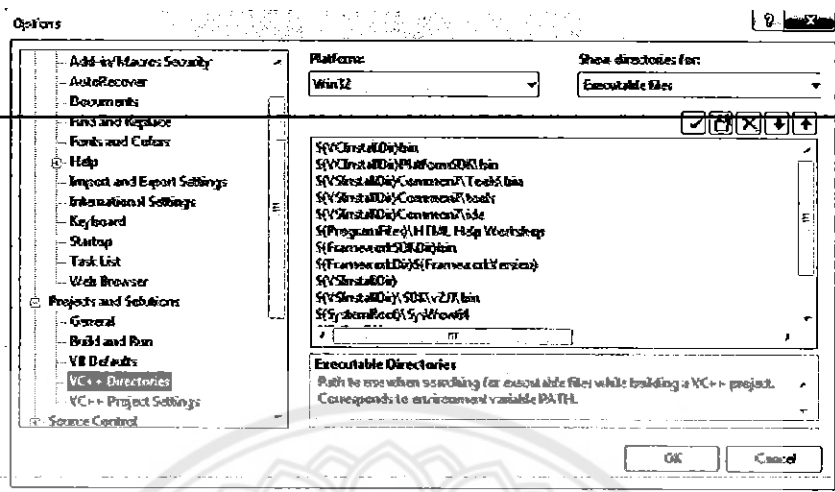 Options
Add-in/Macros Security
AutoRecover
Documents
Find and Replace
Fonts and Colors
Help
Import and Export Settings
International Settings
Keyboard
Startup
Task List
Web Browser
Projects and Solutions
General
Build and Run
VB Defaults
VC++ Directories
VC++ Project Settings
Source Control
Platform:
Win32
Show directories for:
Executable files
$(VCInstallDir)bin
$(VCInstallDir)PlatformSDK\bin
$(VSInstallDir)Common7\Tools\bin
$(VSInstallDir)Common7\tools
$(VSInstallDir)Common7\ide
$(ProgramFiles)\HTML Help Workshop
$(FrameworkSDKDir)bin
$(FrameworkDir)$(FrameworkVersion)
$(VSInstallDir)
$(VSInstallDir)\SDK\v2.0\bin
$(SystemRoot)\SysWow64
Executable Directories
Path to use when searching for executable files while building a VC++ project.
Corresponds to environment variable PATH.
OK
Cancel